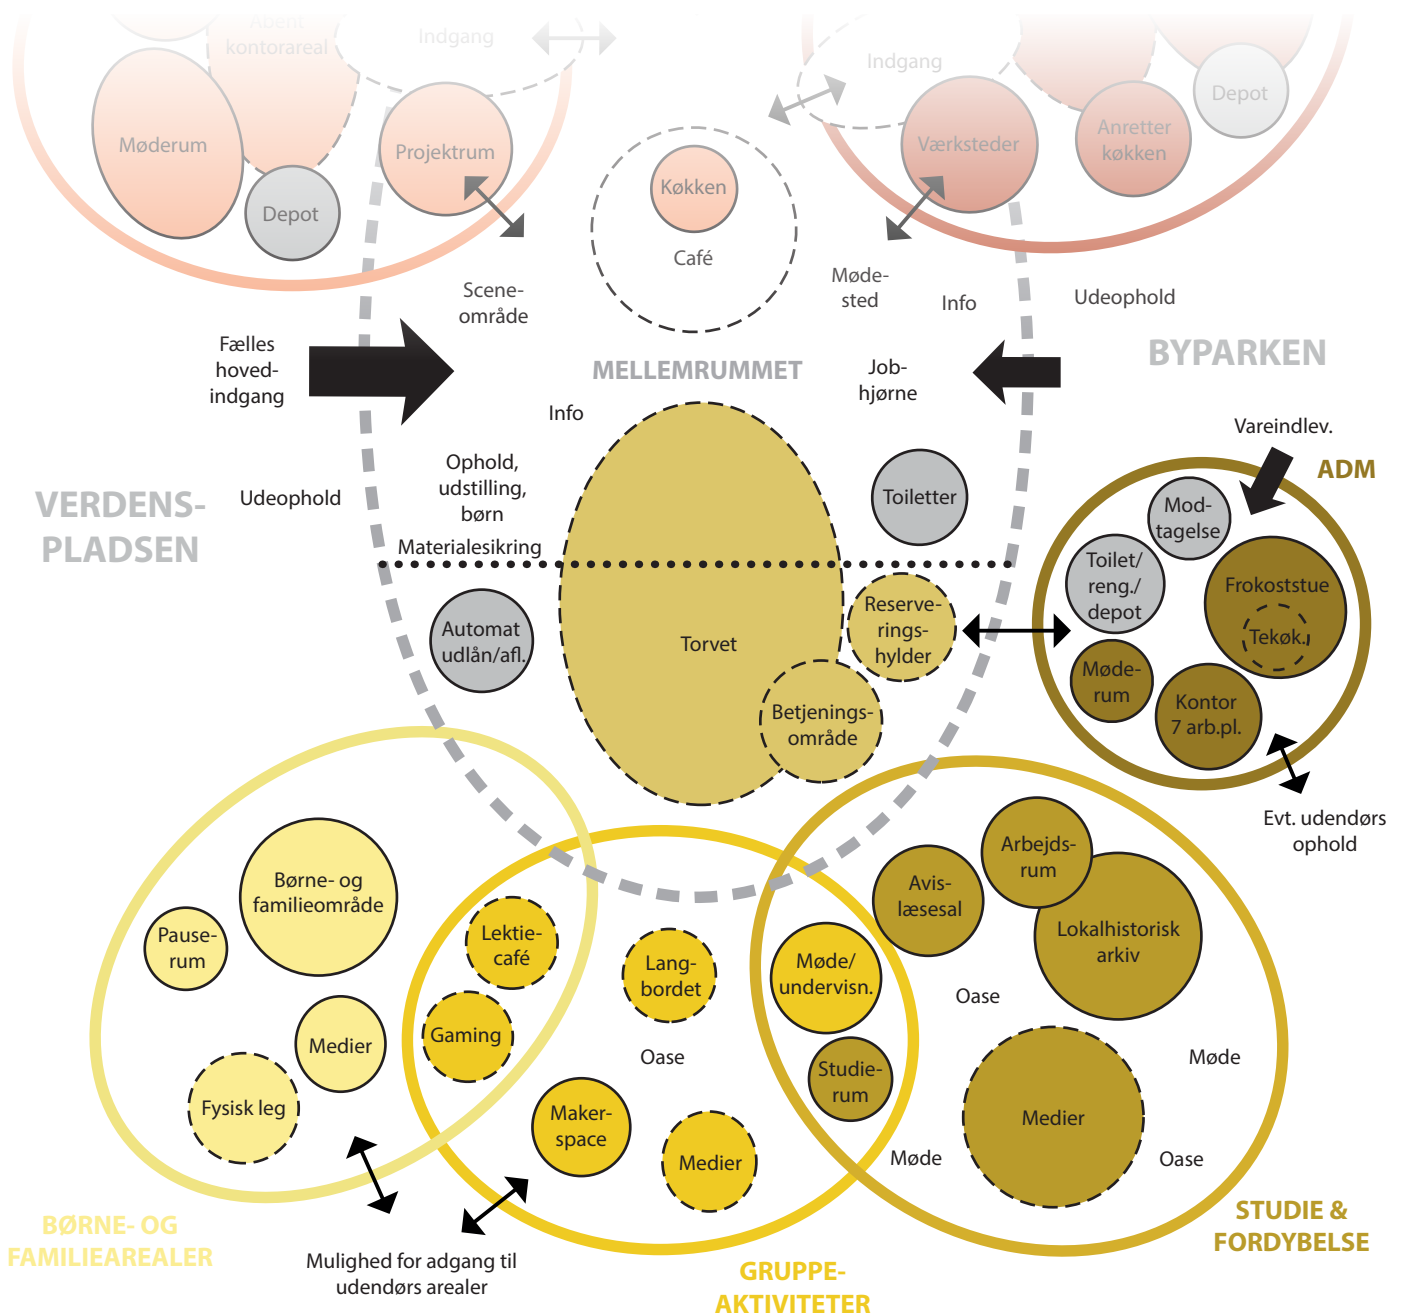 Åbent
kontorareal
Indgang
Indgang
Depot
Møderum
Projektrum
Værksteder
Anretter
køkken
Køkken
Depot
Café
Scene-
område
Møde-
sted
Info
Udeophold
Fælles
hoved-
indgang
MELLEMRUMMET
Job-
hjørne
BYPARKEN
Info
Vareindlev.
ADM
Ophold,
udstilling,
børn
Udeophold
VERDENS-
PLADSEN
Toiletter
Mod-
tagelse
Materialesikring
Toilet/
reng./
depot
Frokoststue
Tekøk.
Automat
udlån/afl.
Torvet
Reserve-
rings-
hylder
Møde-
rum
Kontor
7 arb.pl.
Betjenings-
område
Evt. udendørs
ophold
Børne- og
familieområde
Pause-
rum
Lektie-
café
Lang-
bordet
Møde/
undervisn.
Avis-
læsesal
Arbejds-
rum
Lokalhistorisk
arkiv
Oase
Medier
Gaming
Oase
Studie-
rum
Møde
Fysisk leg
Maker-
space
Medier
Medier
Møde
Oase
BØRNE- OG
FAMILIEAREALER
Mulighed for adgang til
udendørs arealer
GRUPPE-
AKTIVITETER
STUDIE &
FORDYBELSE